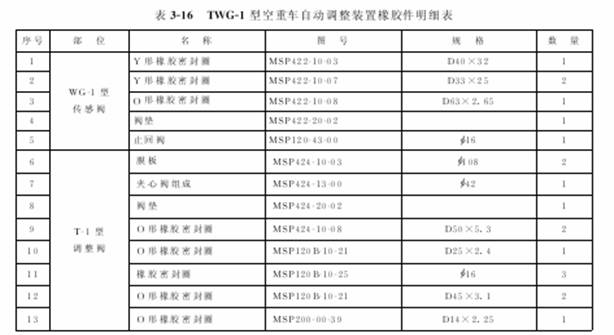 表 3-16 TWG-1 型空重车自动调整装置橡胶件明细表
序号 部 位 名 称 图 号 规 格 数 量
1 WG-1 型传感阀 Y 形橡胶密封圈 MSP422-10-03 D40×32 1
2 Y 形橡胶密封圈 MSP422-10-07 D33×25 2
3 O 形橡胶密封圈 MSP422-10-08 D63×2.65 1
4 阀垫 MSP422-20-02 1
5 止回阀 MSP120-43-00 ∮16 1
6 T-1 型调整阀 膜板 MSP424-10-03 ∮108 2
7 夹心阀组成 MSP424-13-00 ∮42 1
8 阀垫 MSP424-20-02 1
9 O 形橡胶密封圈 MSP424-10-08 D50×5.3 2
10 O 形橡胶密封圈 MSP120B-10-21 D25×2.4 1
11 橡胶密封圈 MSP120B-10-25 ∮16 3
12 O 形橡胶密封圈 MSP120B-10-21 D45×3.1 2
13 O 形橡胶密封圈 MSP200-00-39 D14×2.25 1